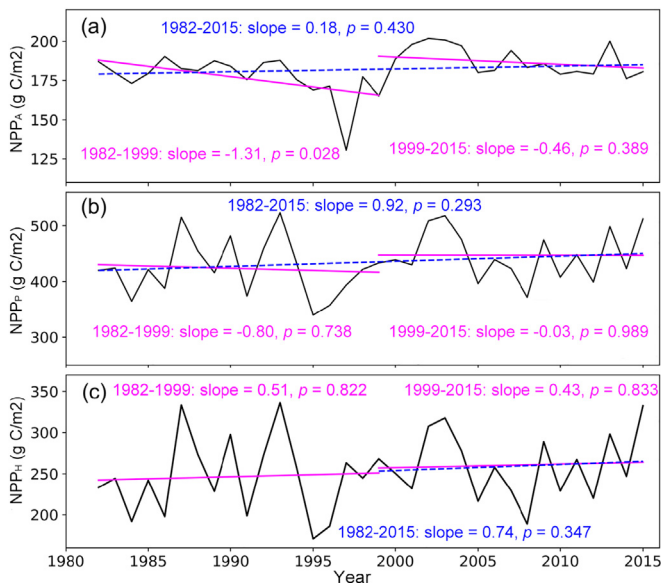 (a)
1982-2015: slope = 0.18, p = 0.430
200
175
150
125
NPPA (g C/m2)
1982-1999: slope = -1.31, p = 0.028
1999-2015: slope = -0.46, p = 0.389
(b)
1982-2015: slope = 0.92, p = 0.293
500
400
300
NPPP (g C/m2)
1982-1999: slope = -0.80, p = 0.738
1999-2015: slope = -0.03, p = 0.989
(c)
1982-1999: slope = 0.51, p = 0.822
1999-2015: slope = 0.43, p = 0.833
350
300
250
200
NPPH (g C/m2)
1982-2015: slope = 0.74, p = 0.347
1980 1985 1990 1995 2000 2005 2010 2015
Year